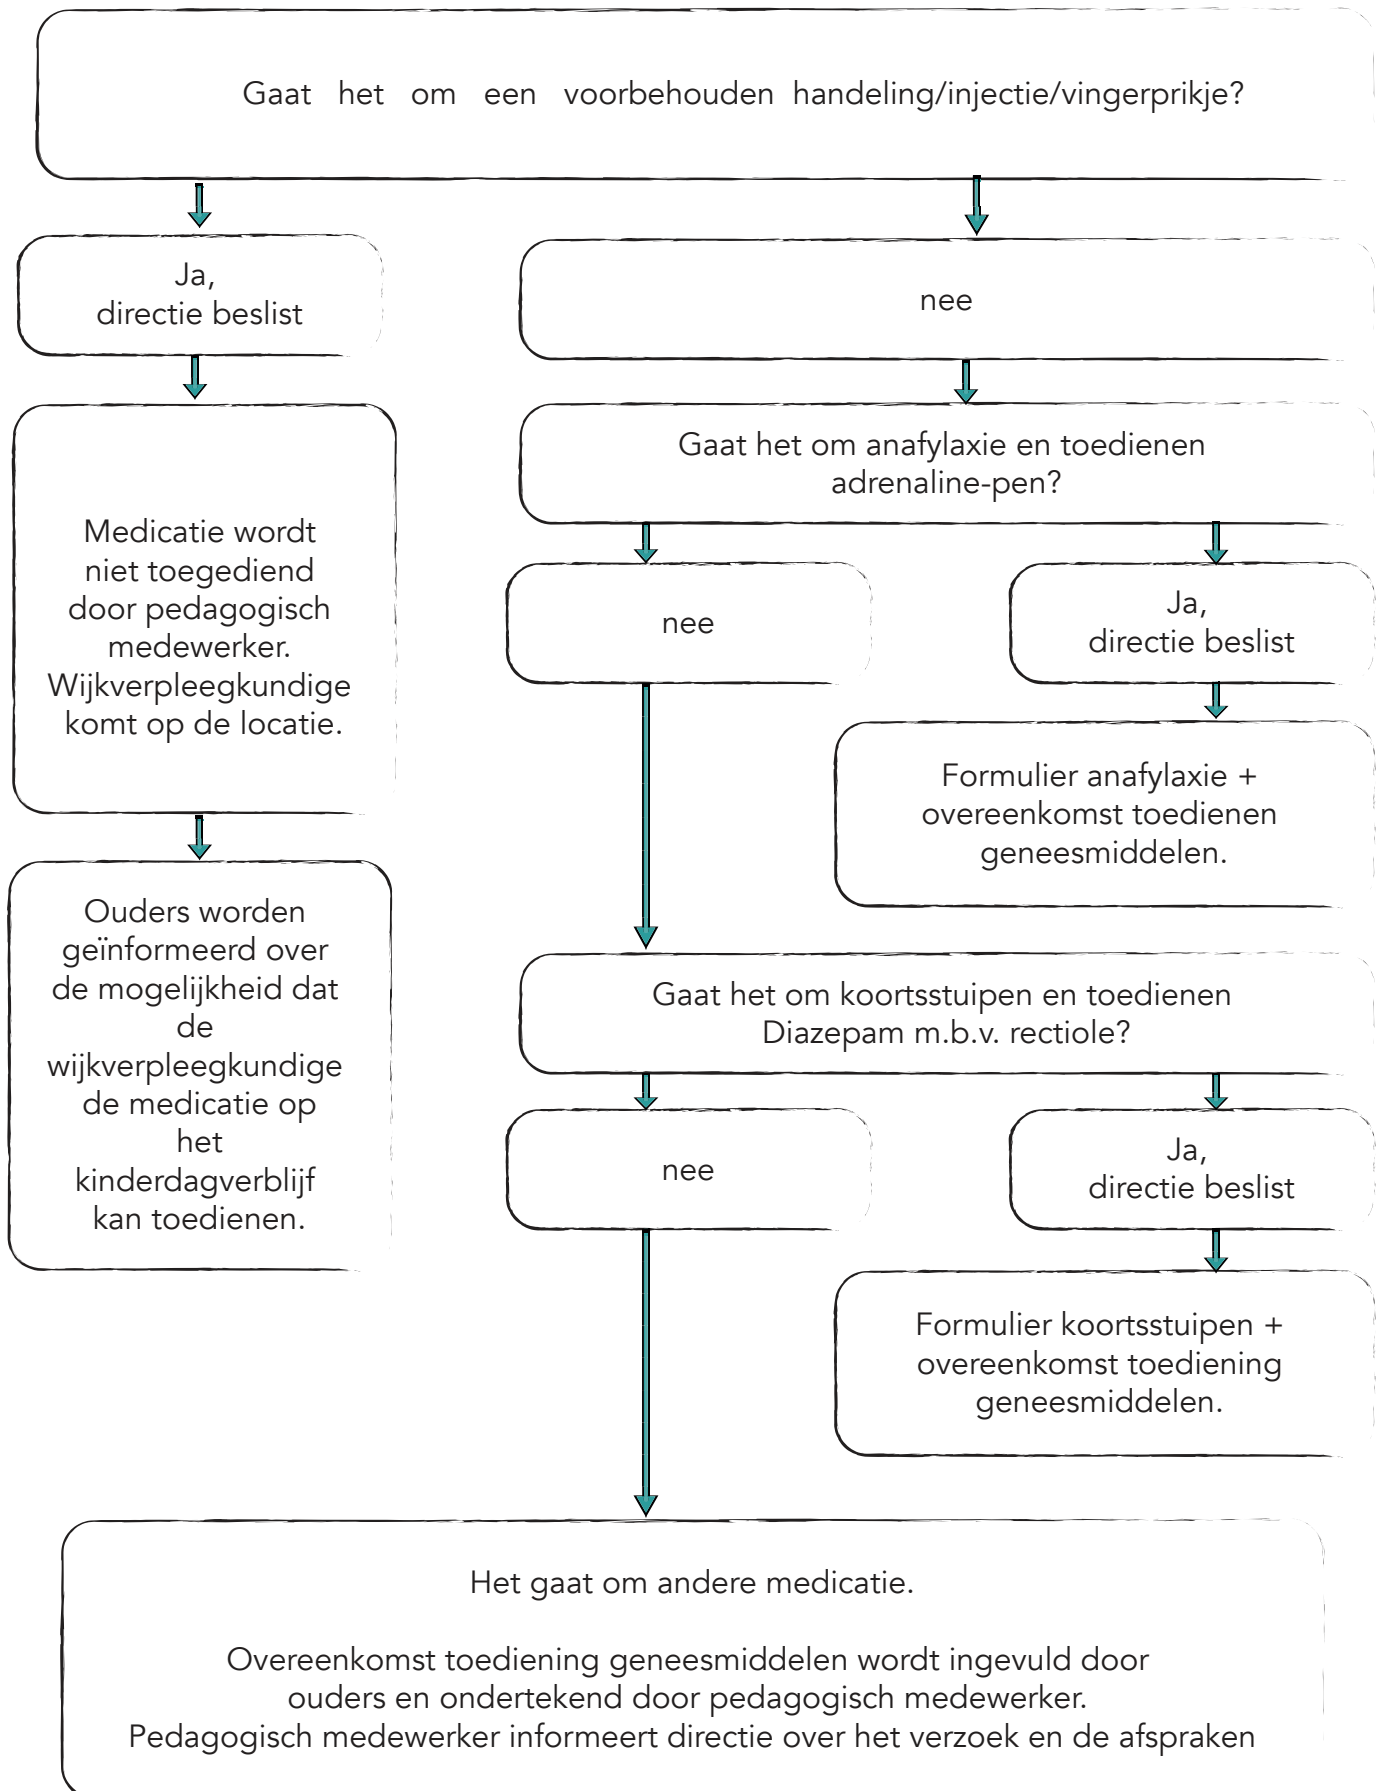 Gaat het om een voorbehouden handeling/injectie/vingerprikje?
Ja,
directie beslist
nee
Medicatie wordt
niet toegediend
door pedagogisch
medewerker.
Wijkverpleegkundige
komt op de locatie.
Ouders worden
geïnformeerd over
de mogelijkheid dat
de
wijkverpleegkundige
de medicatie op
het
kinderdagverblijf
kan toedienen.
Gaat het om anafylaxie en toedienen
adrenaline-pen?
nee
Ja,
directie beslist
Formulier anafylaxie +
overeenkomst toedienen
geneesmiddelen.
Gaat het om koortsstuipen en toedienen
Diazepam m.b.v. rectiole?
nee
Ja,
directie beslist
Formulier koortsstuipen +
overeenkomst toediening
geneesmiddelen.
Het gaat om andere medicatie.
Overeenkomst toediening geneesmiddelen wordt ingevuld door
ouders en ondertekend door pedagogisch medewerker.
Pedagogisch medewerker informeert directie over het verzoek en de afspraken